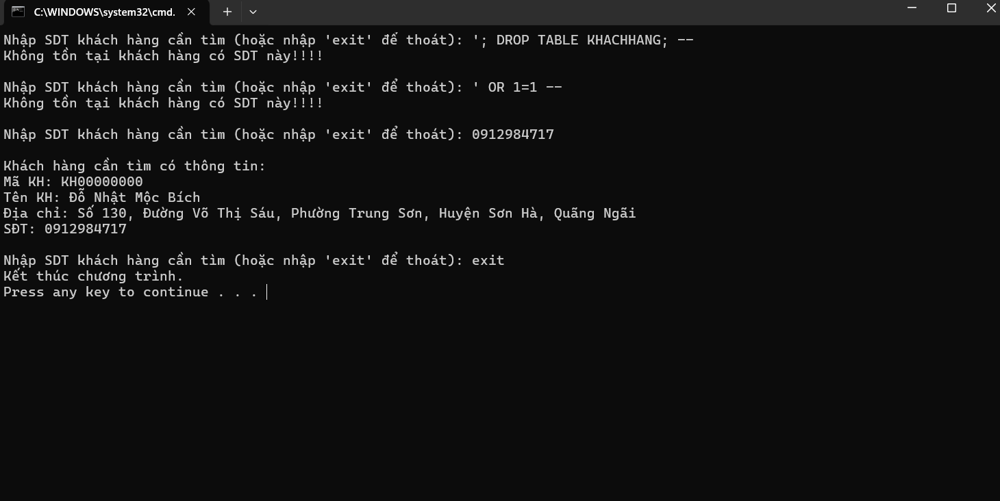 C:\WINDOWS\system32\cmd.
Nhập SDT khách hàng cần tìm (hoặc nhập 'exit' để thoát): '; DROP TABLE KHACHHANG; --
Không tồn tại khách hàng có SDT này!!!!
Nhập SDT khách hàng cần tìm (hoặc nhập 'exit' để thoát): ' OR 1=1 --
Không tồn tại khách hàng có SDT này!!!!
Nhập SDT khách hàng cần tìm (hoặc nhập 'exit' để thoát): 0912984717
Khách hàng cần tìm có thông tin:
Mã KH: KH00000000
Tên KH: Đỗ Nhật Mộc Bích
Địa chỉ: Số 130, Đường Võ Thị Sáu, Phường Trung Sơn, Huyện Sơn Hà, Quãng Ngãi
SĐT: 0912984717
Nhập SDT khách hàng cần tìm (hoặc nhập 'exit' để thoát): exit
Kết thúc chương trình.
Press any key to continue . . .